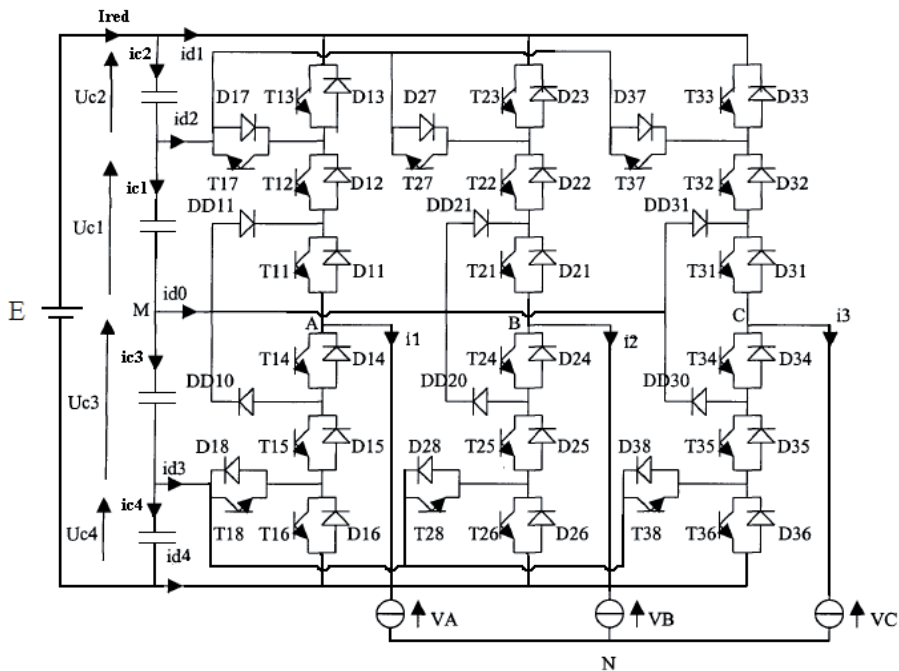 Ired
ic2 id1
Uc2 D17 T13 D13 D27 T23 D23 D37 T33 D33
id2
T17 T12 D12 T27 T22 D22 T37 T32 D32
ic1 DD11 DD21 DD31
Uc1 T11 D11 T21 D21 T31 D31
E M id0 A B C
i1 i2 i3
ic3 T14 D14 T24 D24 T34 D34
DD10 DD20 DD30
Uc3 T15 D15 T25 D25 T35 D35
D18 D28 D38
id3
ic4
Uc4 T18 T16 D16 T28 T26 D26 T38 T36 D36
id4
VA VB VC
N